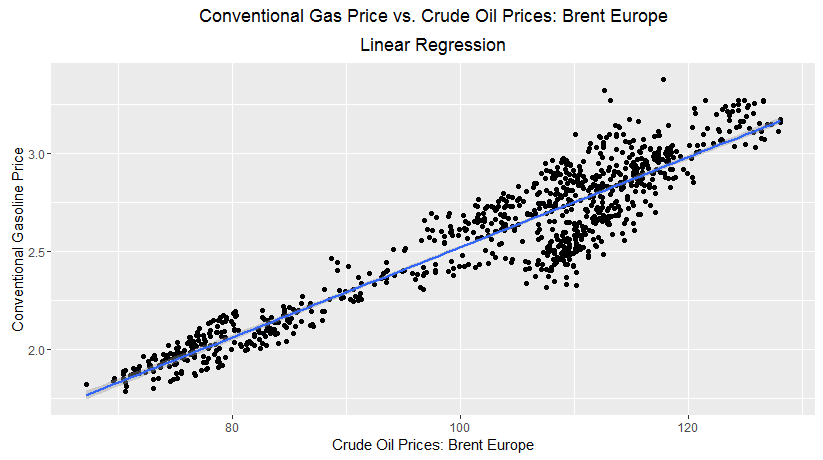 Conventional Gas Price vs. Crude Oil Prices: Brent Europe
Linear Regression
Conventional Gasoline Price
3.0
2.5
2.0
80
100
120
Crude Oil Prices: Brent Europe